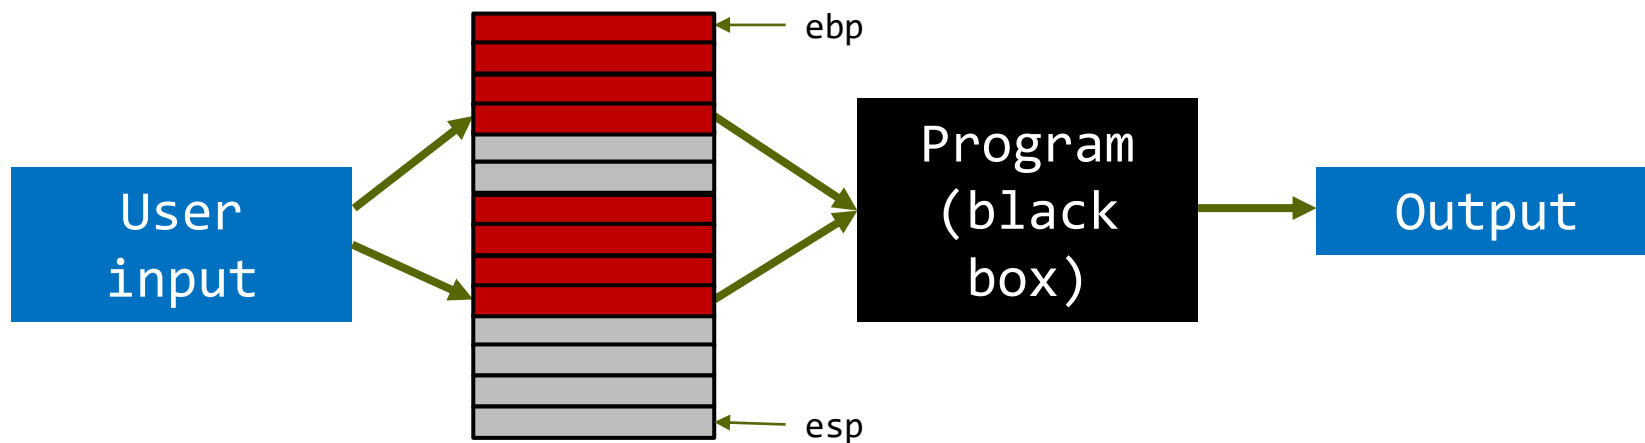 ebp
User
input
Program
(black
box)
Output
esp